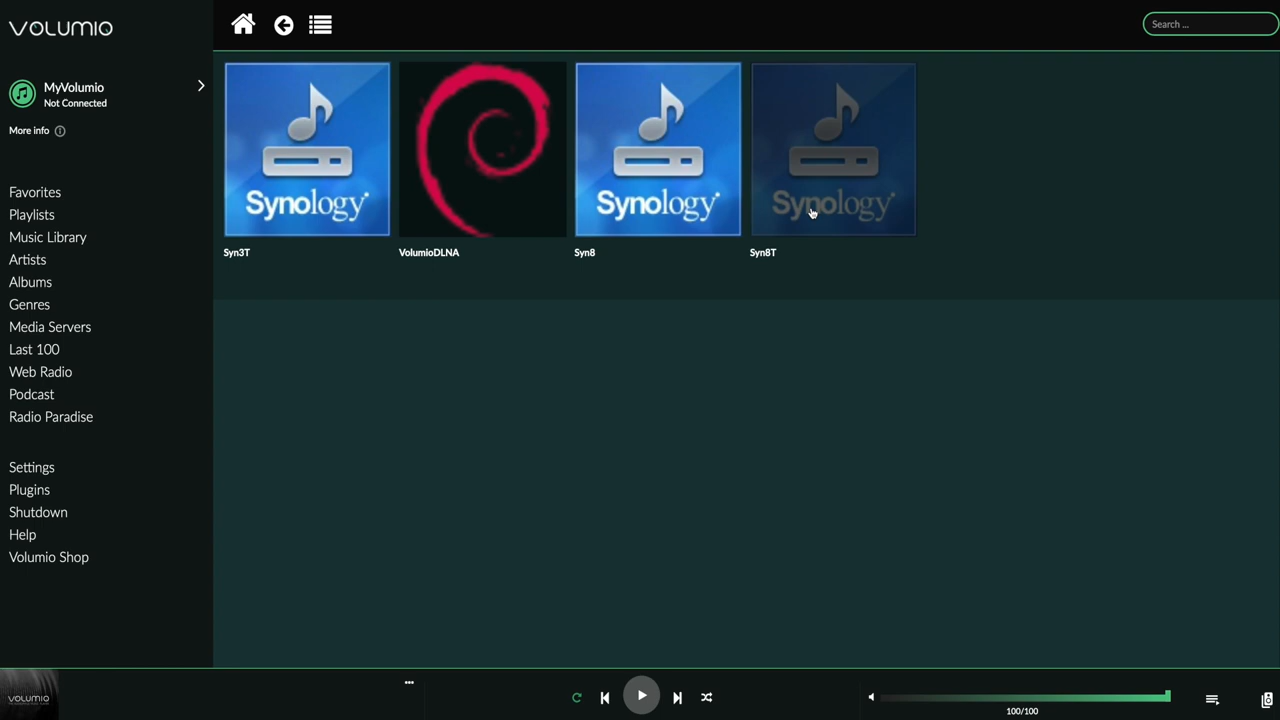 VOLUMIO
Search ...
MyVolumio
Not Connected
More info
Synology
Synology
Synology
Syn3T
VolumioDLNA
Syn8
Syn8T
Favorites
Playlists
Music Library
Artists
Albums
Genres
Media Servers
Last 100
Web Radio
Podcast
Radio Paradise
Settings
Plugins
Shutdown
Help
Volumio Shop
VOLUMIO
100/100